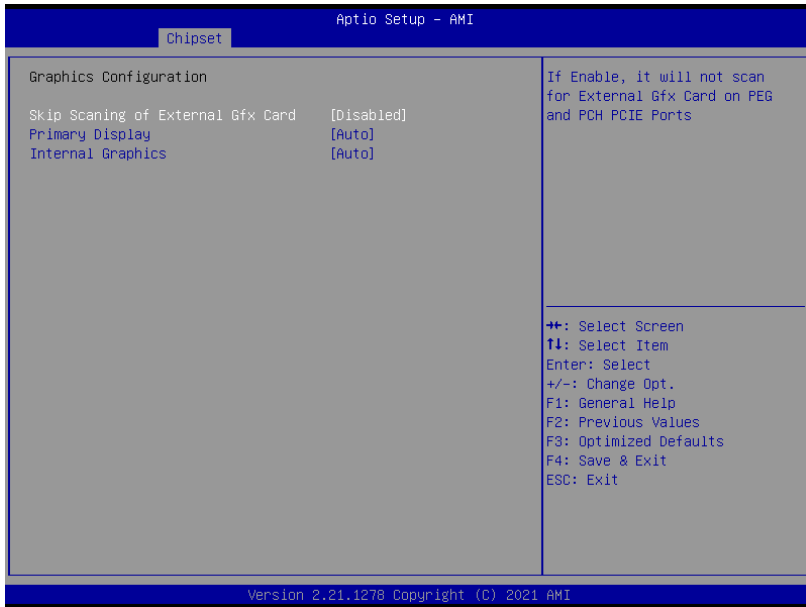 Aptio Setup – AMI
Chipset
Graphics Configuration
Skip Scaning of External Gfx Card [Disabled]
Primary Display [Auto]
Internal Graphics [Auto]
If Enable, it will not scan
for External Gfx Card on PEG
and PCH PCIE Ports
→←: Select Screen
↑↓: Select Item
Enter: Select
+/-: Change Opt.
F1: General Help
F2: Previous Values
F3: Optimized Defaults
F4: Save & Exit
ESC: Exit
Version 2.21.1278 Copyright (C) 2021 AMI